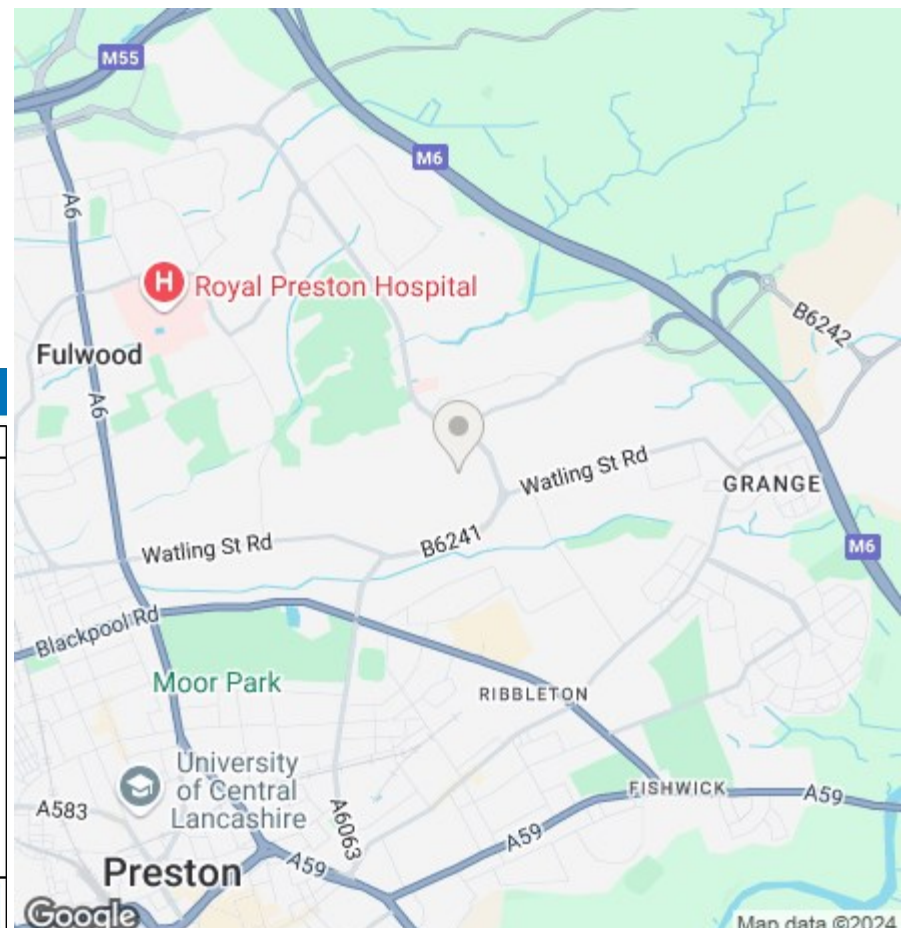 M55
M6
A6
H
Royal Preston Hospital
B6242
Fulwood
A6
Watling St Rd
GRANGE
Watling St Rd
B6241
M6
Blackpool Rd
Moor Park
RIBBLETON
University
of Central
Lancashire
FISHWICK
A59
A583
A6063
A59
A59
Preston
Google
Map data ©2024